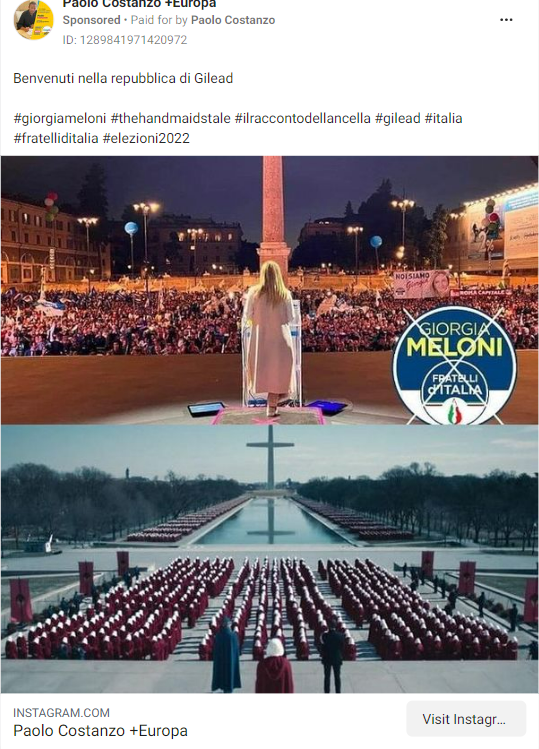 Paolo Costanzo +Europa
Sponsored • Paid for by Paolo Costanzo
ID: 1289841971420972
Benvenuti nella repubblica di Gilead
#giorgiameloni #thehandmaidstale #ilraccontodellancella #gilead #italia
#fratelliditalia #elezioni2022
NOI SIAMO
Giorgia
ROMA CAPITALE
GIORGIA
MELONI
FRATELLI
d'ITALIA
INSTAGRAM.COM
Paolo Costanzo +Europa
Visit Instagr...